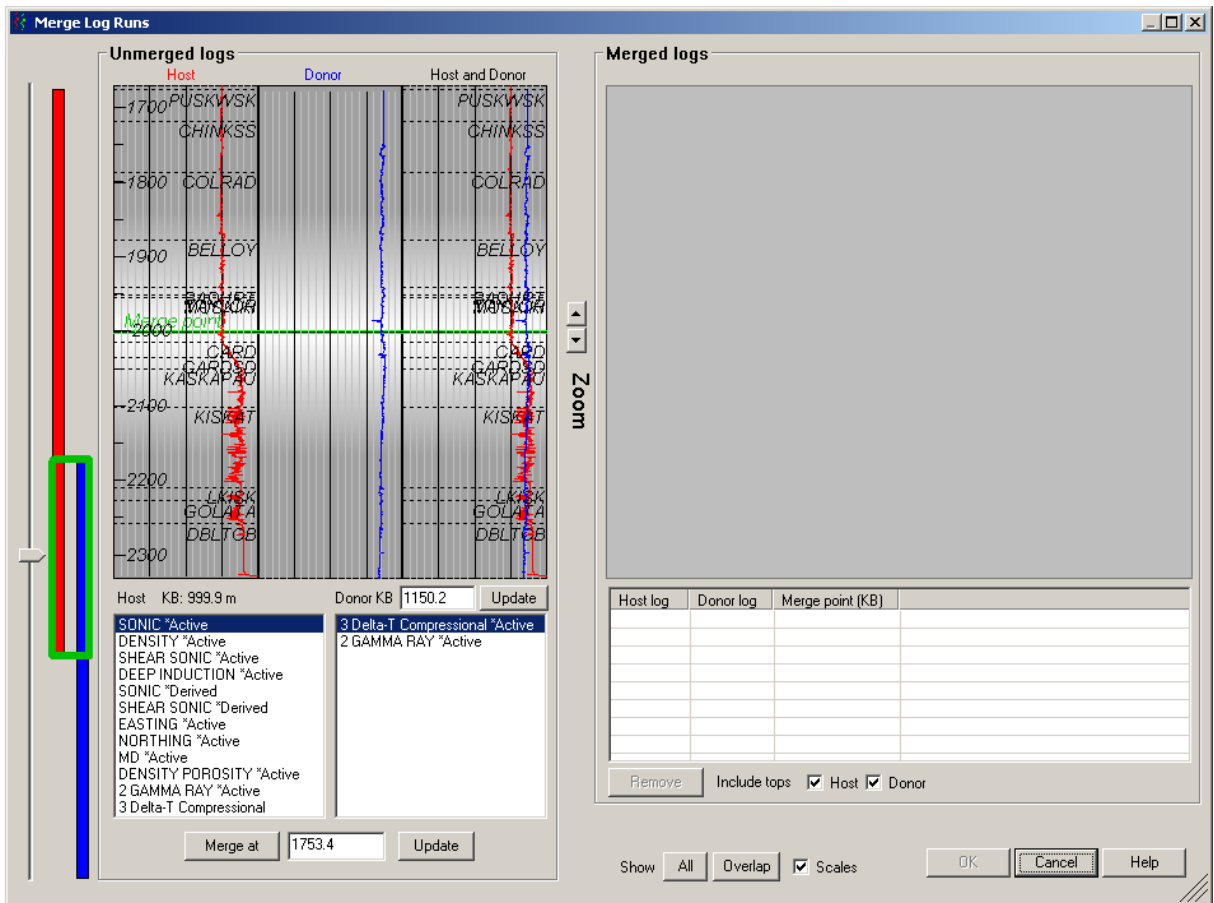 Merge Log Runs
Unmerged logs
Host Donor Host and Donor
1700 PUSKWSK PUSKWSK
CHINKSS CHINKSS
1800 COLRAD COLRAD
1900 BELLOY BELLOY
Merge point
2000
CARD CARD
CARDSD CARDSD
KASKAPAU KASKAPAU
2100 KISKAT KISKAT
2200
LKISK LKISK
GOLATA GOLATA
DBLTCB DBLTCB
2300
Zoom
Host KB: 999.9 m Donor KB 1150.2 Update
SONIC *Active
DENSITY *Active
SHEAR SONIC *Active
DEEP INDUCTION *Active
SONIC *Derived
SHEAR SONIC *Derived
EASTING *Active
NORTHING *Active
MD *Active
DENSITY POROSITY *Active
2 GAMMA RAY *Active
3 Delta-T Compressional
3 Delta-T Compressional *Active
2 GAMMA RAY *Active
Merge at 1753.4 Update
Merged logs
Host log Donor log Merge point (KB)
Remove Include tops Host Donor
Show All Overlap Scales OK Cancel Help